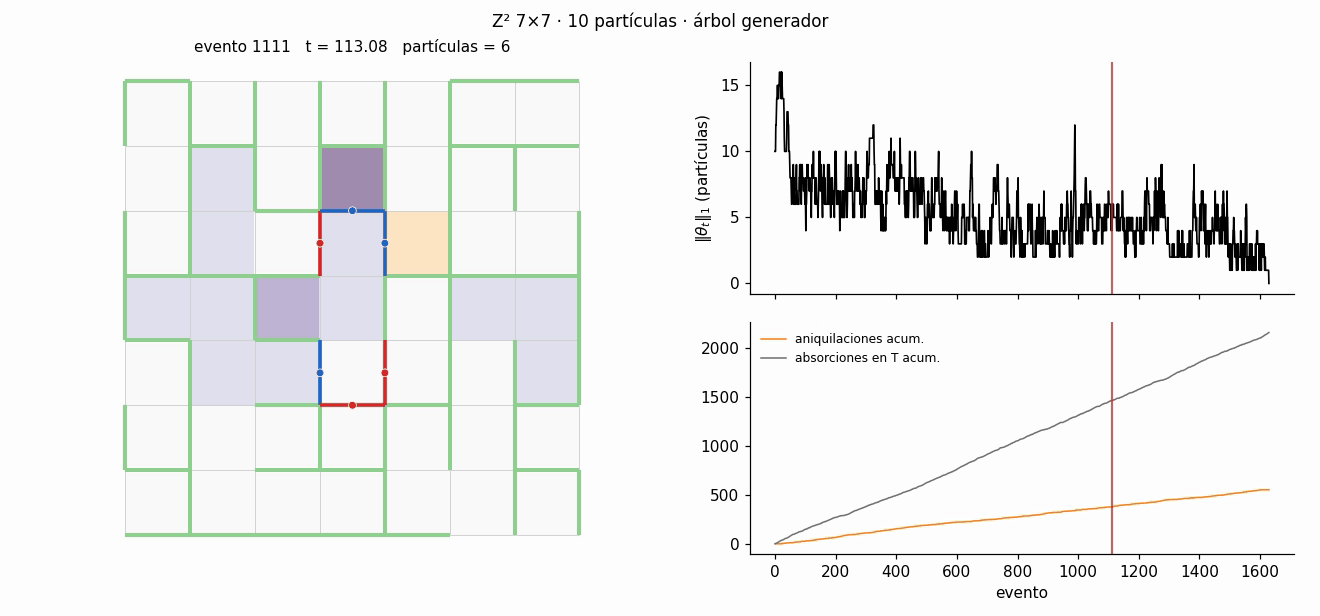 Z² 7×7 · 10 partículas · árbol generador
evento 1111   t = 113.08   partículas = 6
‖θₜ‖₁ (partículas)
15
10
5
0
aniquilaciones acum.
absorciones en T acum.
2000
1500
1000
500
0
0 200 400 600 800 1000 1200 1400 1600
evento